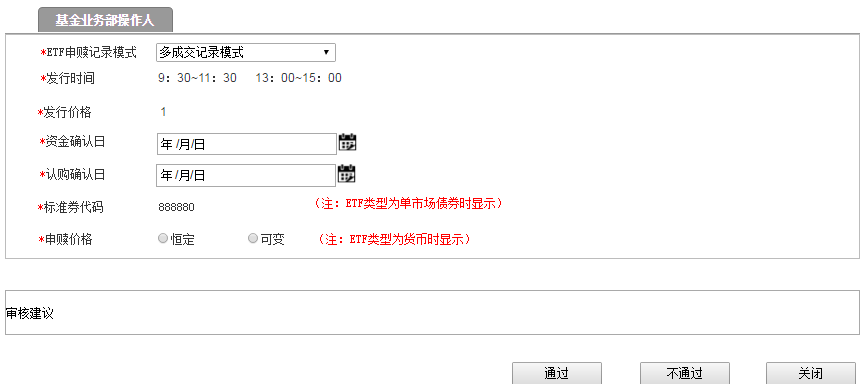 基金业务部操作人
*ETF申赎记录模式 多成交记录模式
*发行时间 9：30~11：30 13：00~15：00
*发行价格 1
*资金确认日 年 /月/日
*认购确认日 年 /月/日
*标准券代码 888880 （注：ETF类型为单市场债券时显示）
*申赎价格 恒定 可变 （注：ETF类型为货币时显示）
审核建议
通过 不通过 关闭